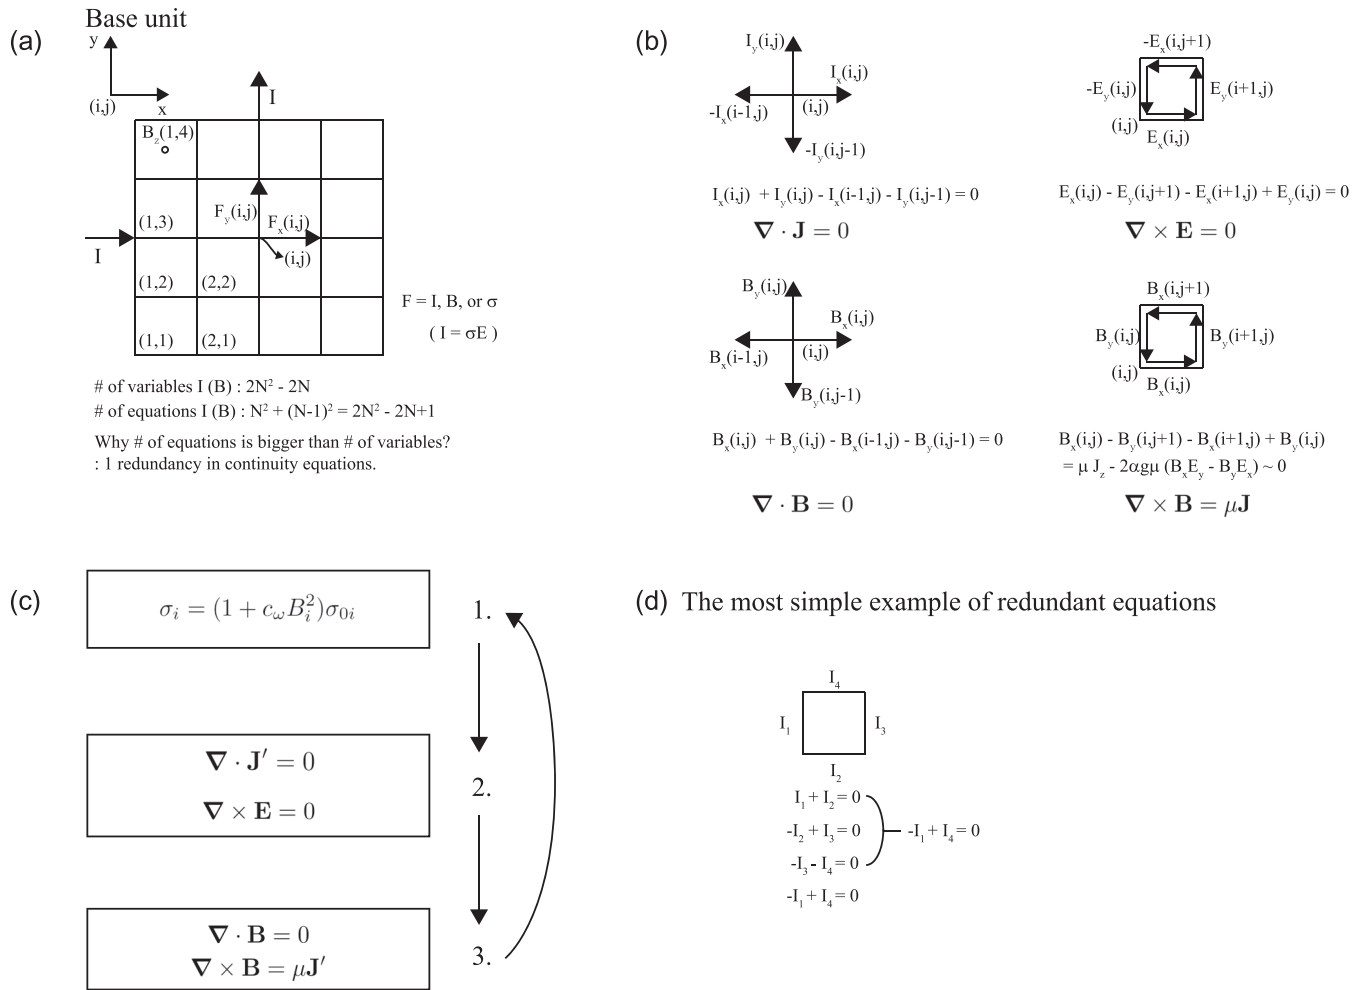 (a)
Base unit
y
(i,j)
x
I
B_z(1,4)
F_y(i,j)
F_x(i,j)
(1,3)
(i,j)
I
(1,2)
(2,2)
(1,1)
(2,1)
F = I, B, or σ
( I = σE )
# of variables I (B) : 2N² - 2N
# of equations I (B) : N² + (N-1)² = 2N² - 2N+1
Why # of equations is bigger than # of variables?
: 1 redundancy in continuity equations.
(b)
I_y(i,j)
I_x(i,j)
-I_x(i-1,j)
(i,j)
-I_y(i,j-1)
I_x(i,j) + I_y(i,j) - I_x(i-1,j) - I_y(i,j-1) = 0
∇ · J = 0
-E_x(i,j+1)
-E_y(i,j)
E_y(i+1,j)
(i,j)
E_x(i,j)
E_x(i,j) - E_y(i,j+1) - E_x(i+1,j) + E_y(i,j) = 0
∇ × E = 0
B_y(i,j)
B_x(i,j)
B_x(i-1,j)
(i,j)
B_y(i,j-1)
B_x(i,j) + B_y(i,j) - B_x(i-1,j) - B_y(i,j-1) = 0
∇ · B = 0
B_x(i,j+1)
B_y(i,j)
B_y(i+1,j)
(i,j)
B_x(i,j)
B_x(i,j) - B_y(i,j+1) - B_x(i+1,j) + B_y(i,j)
= μ J_z - 2αgμ (B_xE_y - B_yE_x) ~ 0
∇ × B = μJ
(c)
σ_i = (1 + c_ωB_i²)σ_0i
1.
∇ · J′ = 0
∇ × E = 0
2.
∇ · B = 0
∇ × B = μJ′
3.
(d) The most simple example of redundant equations
I_4
I_1
I_3
I_2
I_1 + I_2 = 0
-I_2 + I_3 = 0
-I_1 + I_4 = 0
-I_3 - I_4 = 0
-I_1 + I_4 = 0